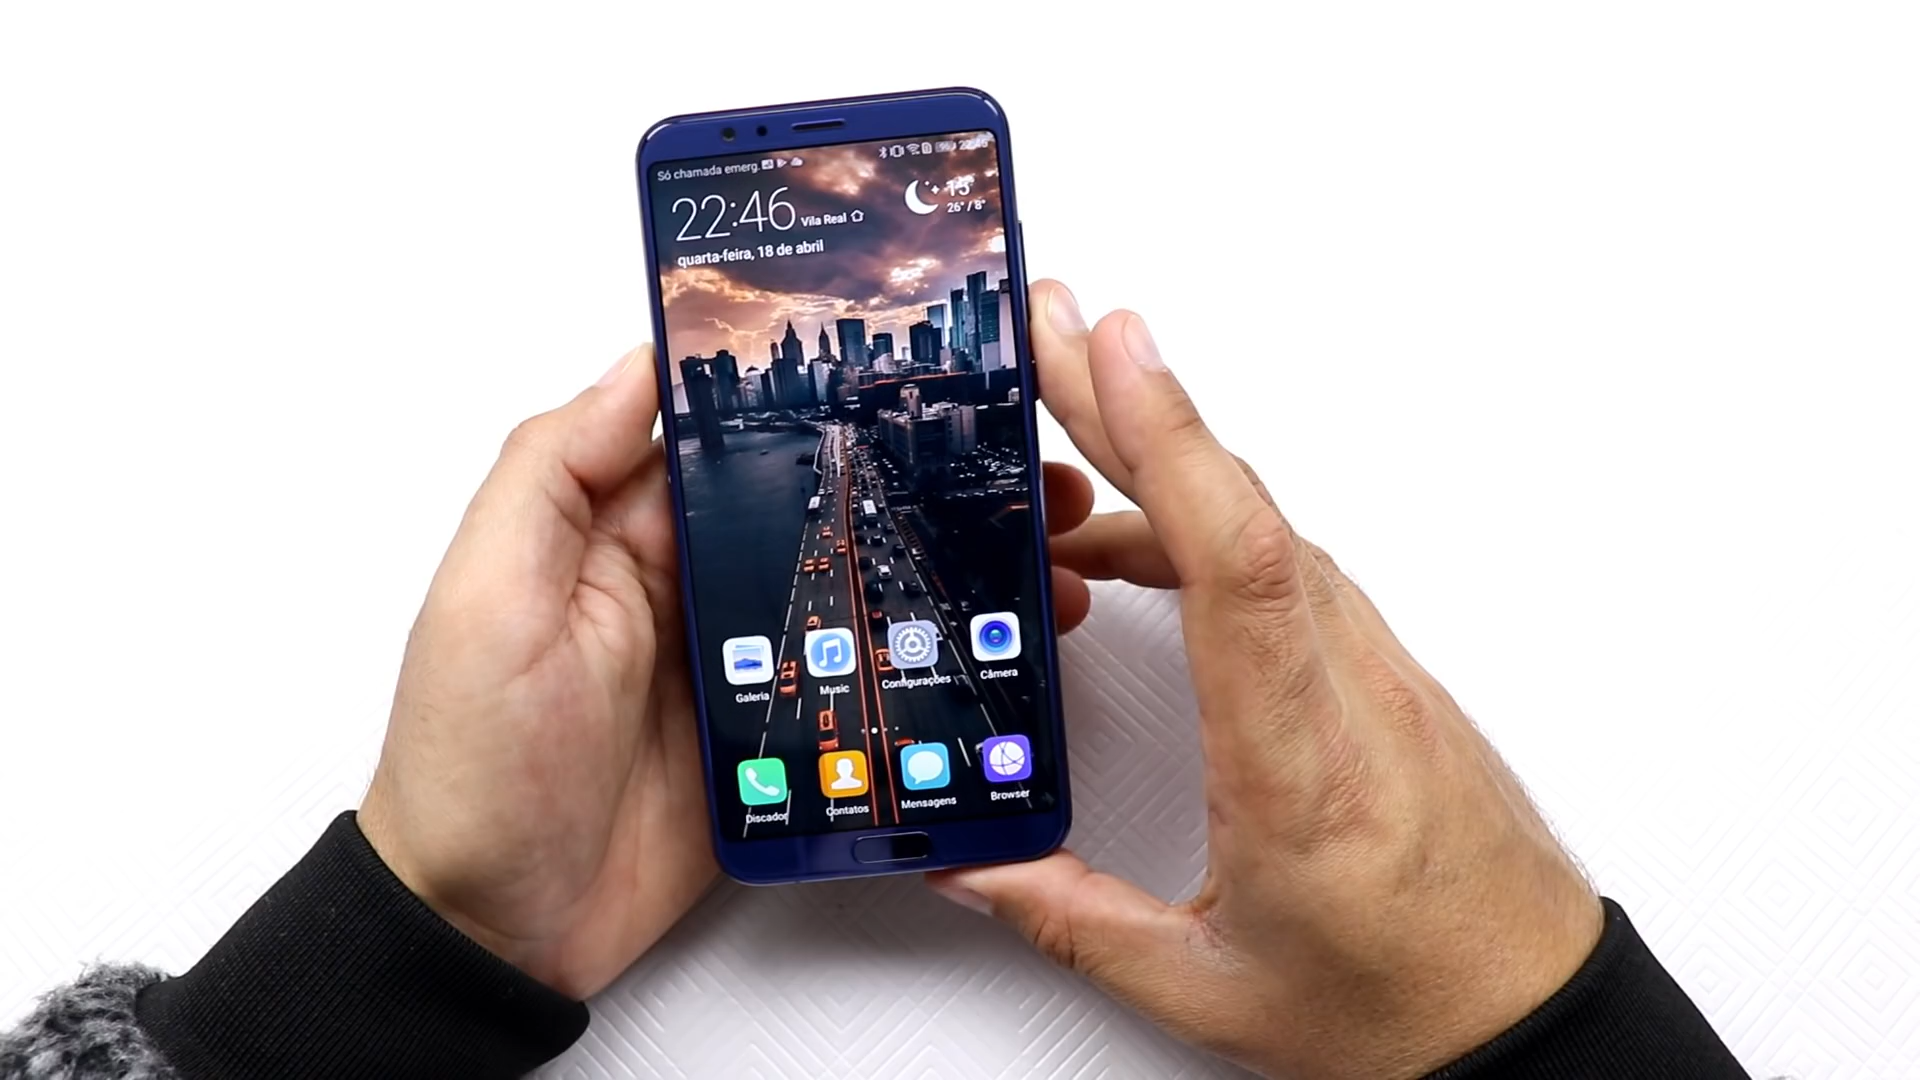 Só chamada emerg.
22:46 Vila Real
quarta-feira, 18 de abril
15°
26° / 8°
Galeria
Music
Configurações
Câmera
Discador
Contatos
Mensagens
Browser